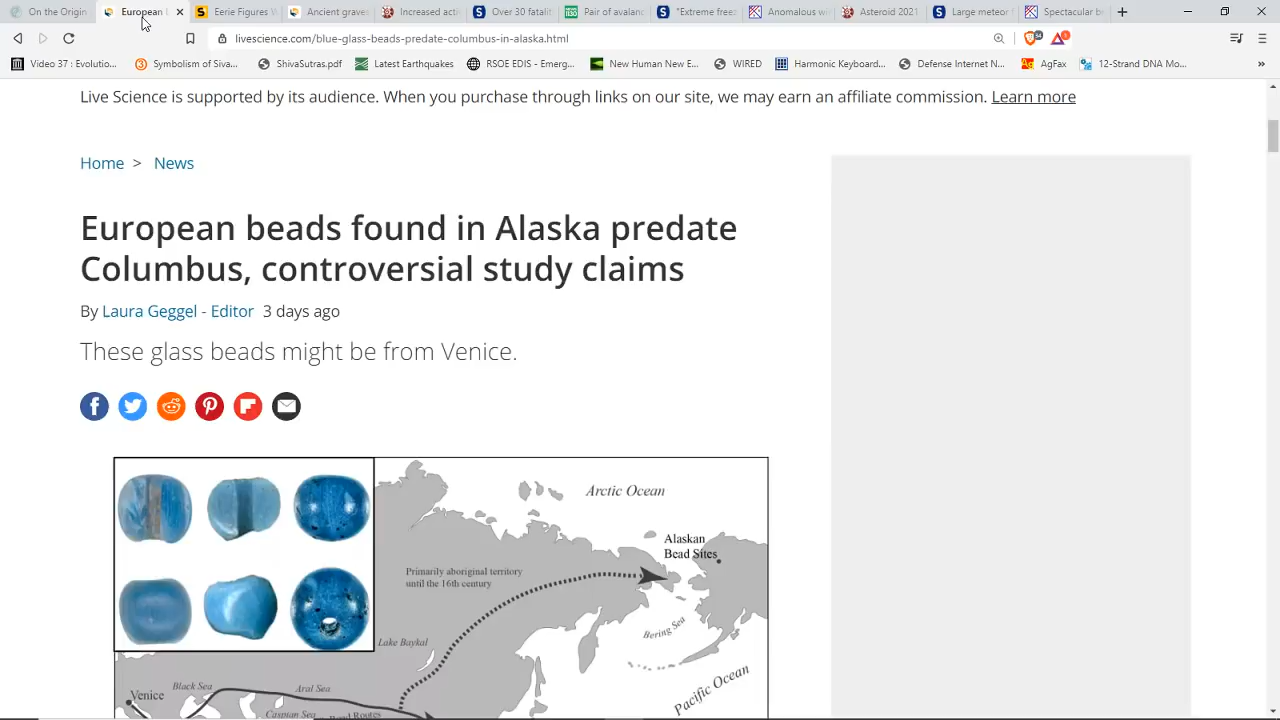 On the Origin
European
Eerie Figures W
Ancient grave
Increased acti
Over 30 fatalit
Pair of avalanc
"Extreme freez
Anomalous wi
Asteroid 2021
Large meteor
Spectacular b
livescience.com/blue-glass-beads-predate-columbus-in-alaska.html
Video 37 : Evolutio...
Symbolism of Siva...
ShivaSutras.pdf
Latest Earthquakes
RSOE EDIS - Emerg...
New Human New E...
WIRED
Harmonic Keyboard...
Defense Internet N...
AgFax
12-Strand DNA Mo...
Live Science is supported by its audience. When you purchase through links on our site, we may earn an affiliate commission. Learn more
Home > News
European beads found in Alaska predate
Columbus, controversial study claims
By Laura Geggel - Editor 3 days ago
These glass beads might be from Venice.
Arctic Ocean
Alaskan
Bead Sites
Primarily aboriginal territory
until the 16th century
Bering Sea
Lake Baykal
Pacific Ocean
Black Sea
Aral Sea
Venice
Caspian Sea
Routes